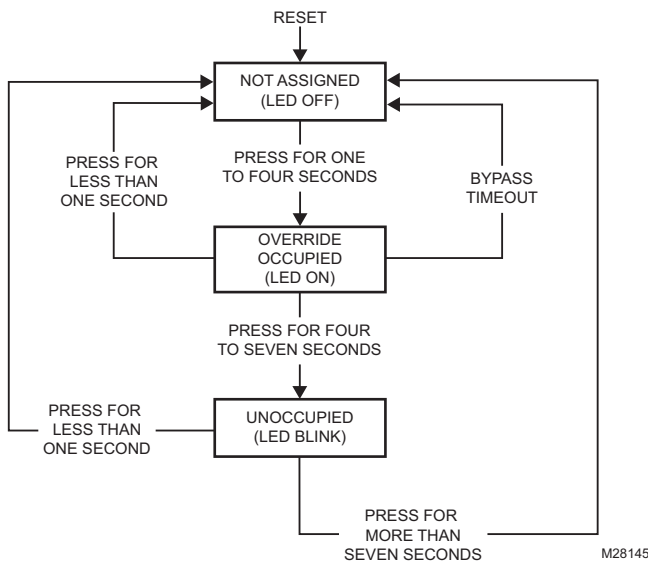 RESET
NOT ASSIGNED
(LED OFF)
PRESS FOR
LESS THAN
ONE SECOND
PRESS FOR ONE
TO FOUR SECONDS
BYPASS
TIMEOUT
OVERRIDE
OCCUPIED
(LED ON)
PRESS FOR FOUR
TO SEVEN SECONDS
PRESS FOR
LESS THAN
ONE SECOND
UNOCCUPIED
(LED BLINK)
PRESS FOR
MORE THAN
SEVEN SECONDS
M28145